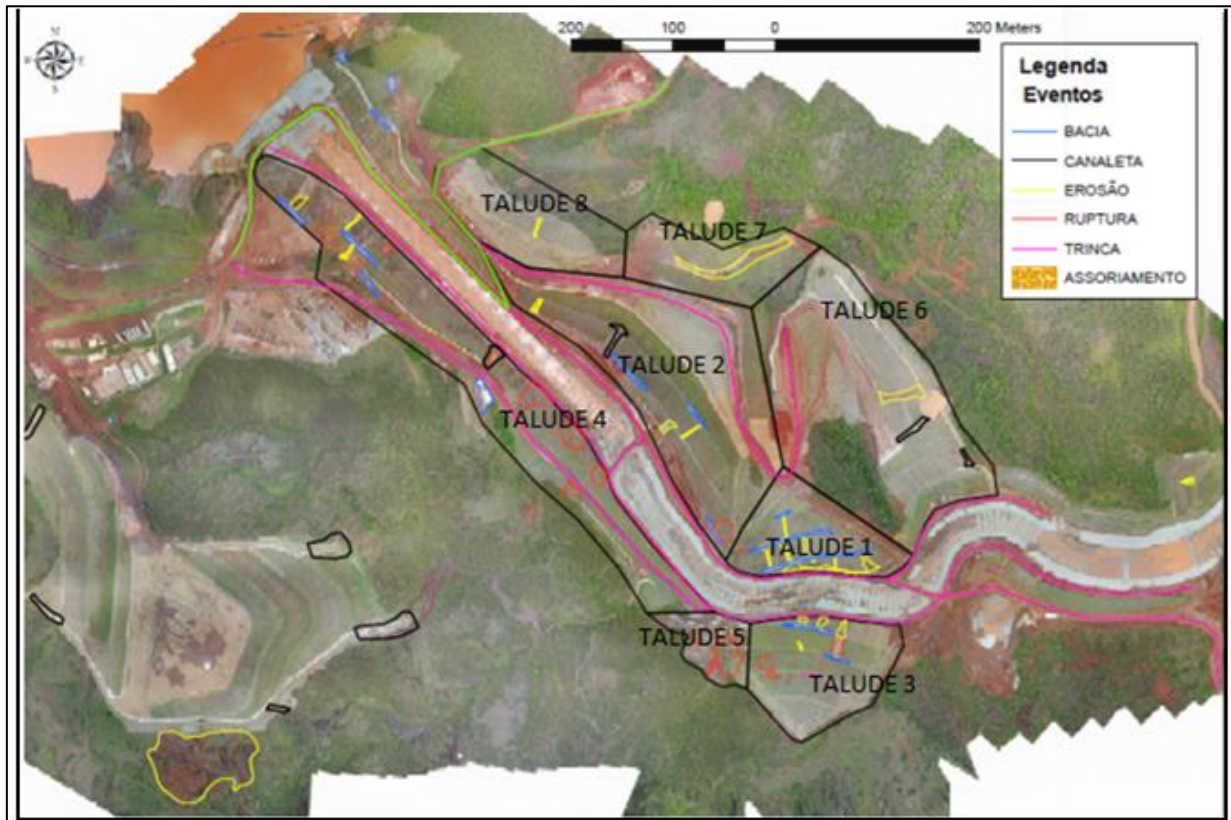 N
W
E
S
200
100
0
200 Meters
Legenda
Eventos
BACIA
CANALETA
EROSÃO
RUPTURA
TRINCA
ASSORIAMENTO
TALUDE 8
TALUDE 7
TALUDE 6
TALUDE 2
TALUDE 4
TALUDE 1
TALUDE 5
TALUDE 3